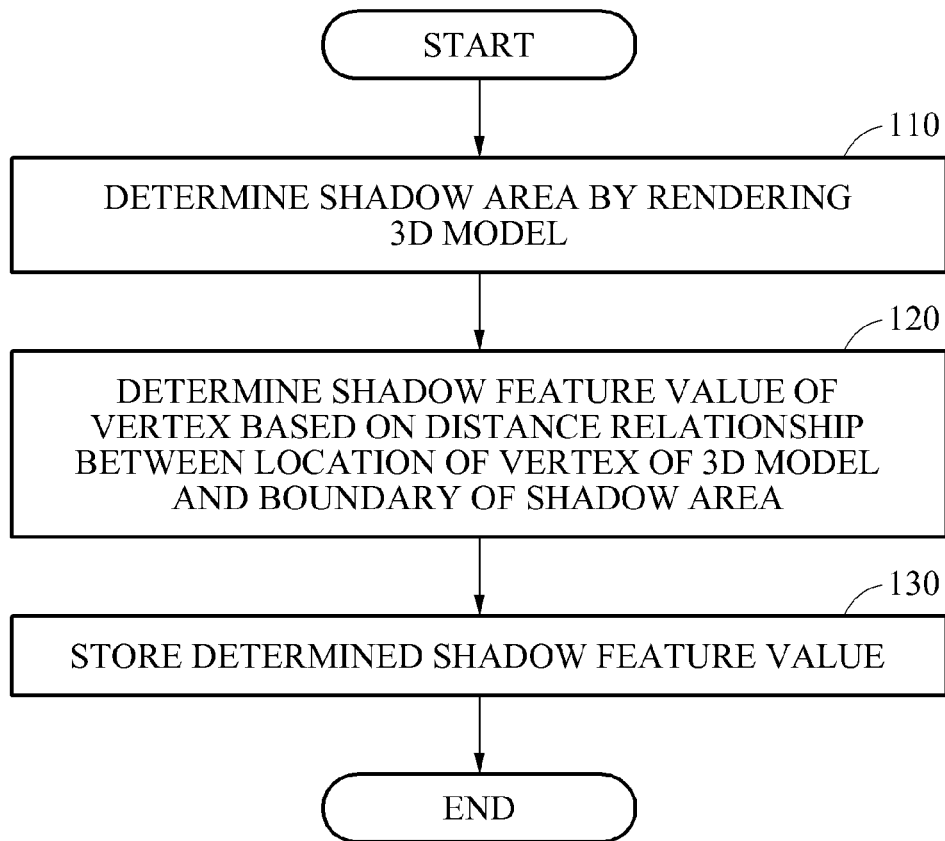 START
110
DETERMINE SHADOW AREA BY RENDERING
3D MODEL
120
DETERMINE SHADOW FEATURE VALUE OF
VERTEX BASED ON DISTANCE RELATIONSHIP
BETWEEN LOCATION OF VERTEX OF 3D MODEL
AND BOUNDARY OF SHADOW AREA
130
STORE DETERMINED SHADOW FEATURE VALUE
END